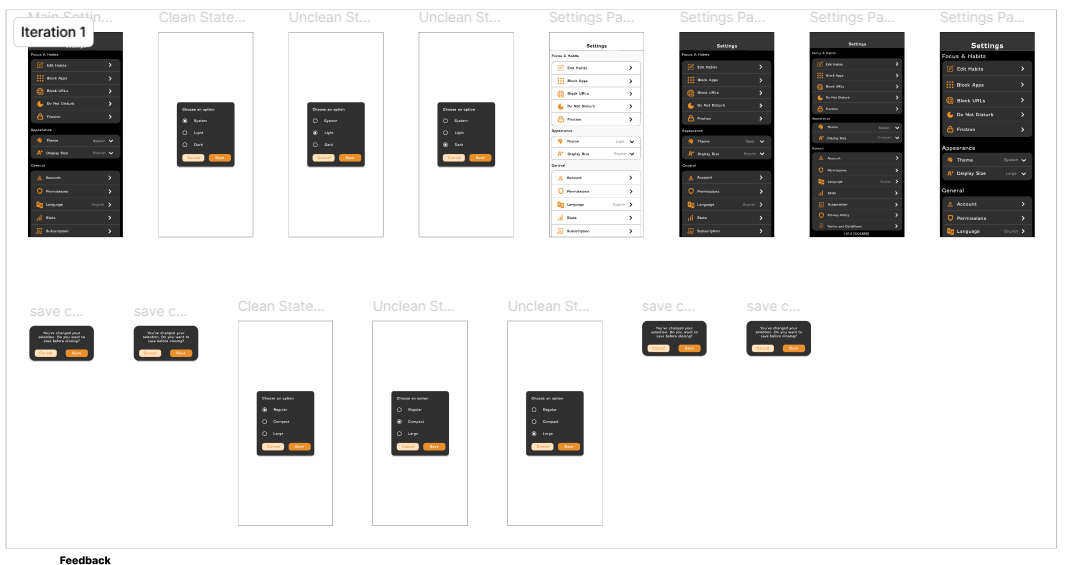 Main Settin...
Clean State...
Unclean St...
Unclean St...
Settings Pa...
Settings Pa...
Settings Pa...
Settings Pa...
Iteration 1
Focus & Habits
Edit Habits
Block Apps
Block URLs
Do Not Disturb
Friction
Appearance
Theme System
Display Size Regular
General
Account
Permissions
Language English
Stats
Subscription
Choose an option
System
Light
Dark
Cancel Save
Choose an option
System
Light
Dark
Cancel Save
Choose an option
System
Light
Dark
Cancel Save
Settings
Focus & Habits
Edit Habits
Block Apps
Block URLs
Do Not Disturb
Friction
Appearance
Theme Light
Display Size Regular
General
Account
Permissions
Language English
Stats
Subscription
Settings
Focus & Habits
Edit Habits
Block Apps
Block URLs
Do Not Disturb
Friction
Appearance
Theme Dark
Display Size Regular
General
Account
Permissions
Language English
Stats
Subscription
Settings
Focus & Habits
Edit Habits
Block Apps
Block URLs
Do Not Disturb
Friction
Appearance
Theme System
Display Size Compact
General
Account
Permissions
Language English
Stats
Subscription
Privacy Policy
Terms and Conditions
Settings
Focus & Habits
Edit Habits
Block Apps
Block URLs
Do Not Disturb
Friction
Appearance
Theme System
Display Size Large
General
Account
Permissions
Language English
save c...
save c...
Clean State...
Unclean St...
Unclean St...
save c...
save c...
You've changed your
selection. Do you want to
save before closing?
Cancel Save
You've changed your
selection. Do you want to
save before closing?
Cancel Save
Choose an option
Regular
Compact
Large
Cancel Save
Choose an option
Regular
Compact
Large
Cancel Save
Choose an option
Regular
Compact
Large
Cancel Save
You've changed your
selection. Do you want to
save before closing?
Cancel Save
You've changed your
selection. Do you want to
save before closing?
Cancel Save
Feedback